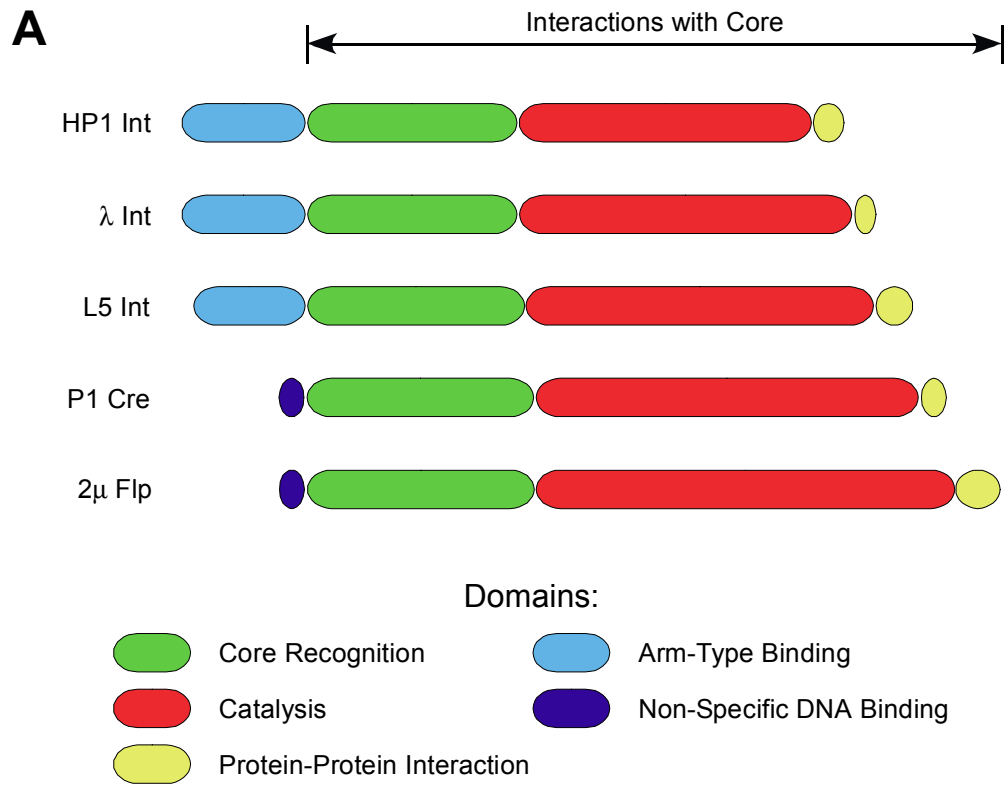 A
Interactions with Core
HP1 Int
λ Int
L5 Int
P1 Cre
2μ Flp
Domains:
Core Recognition
Arm-Type Binding
Catalysis
Non-Specific DNA Binding
Protein-Protein Interaction